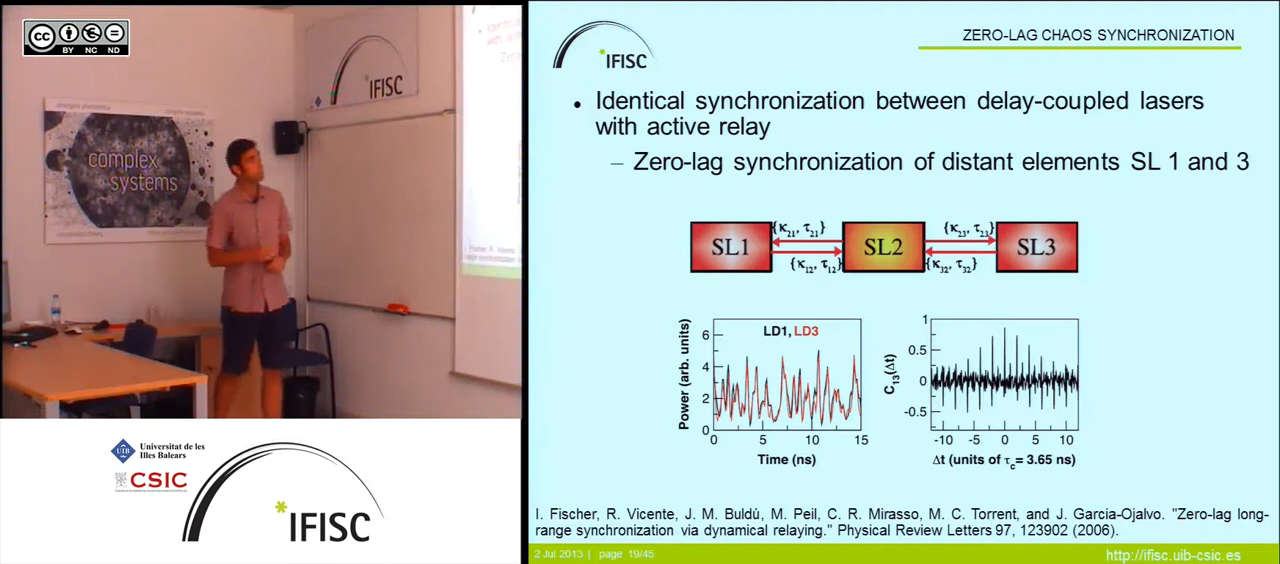 cc BY NC ND
IFISC
complex
systems
Universitat de les
Illes Balears
UIB
CSIC
*IFISC
*IFISC
ZERO-LAG CHAOS SYNCHRONIZATION
• Identical synchronization between delay-coupled lasers
with active relay
– Zero-lag synchronization of distant elements SL 1 and 3
{κ21, τ21} {κ23, τ23}
SL1 SL2 SL3
{κ12, τ12} {κ32, τ32}
Power (arb. units)
6
4
2
0
LD1, LD3
0 5 10 15
Time (ns)
C13(Δt)
1
0.5
0
-0.5
-10 -5 0 5 10
Δt (units of τc= 3.65 ns)
I. Fischer, R. Vicente, J. M. Buldú, M. Peil, C. R. Mirasso, M. C. Torrent, and J. Garcia-Ojalvo. "Zero-lag long-
range synchronization via dynamical relaying." Physical Review Letters 97, 123902 (2006).
2 Jul 2013 | page 19/45
http://ifisc.uib-csic.es